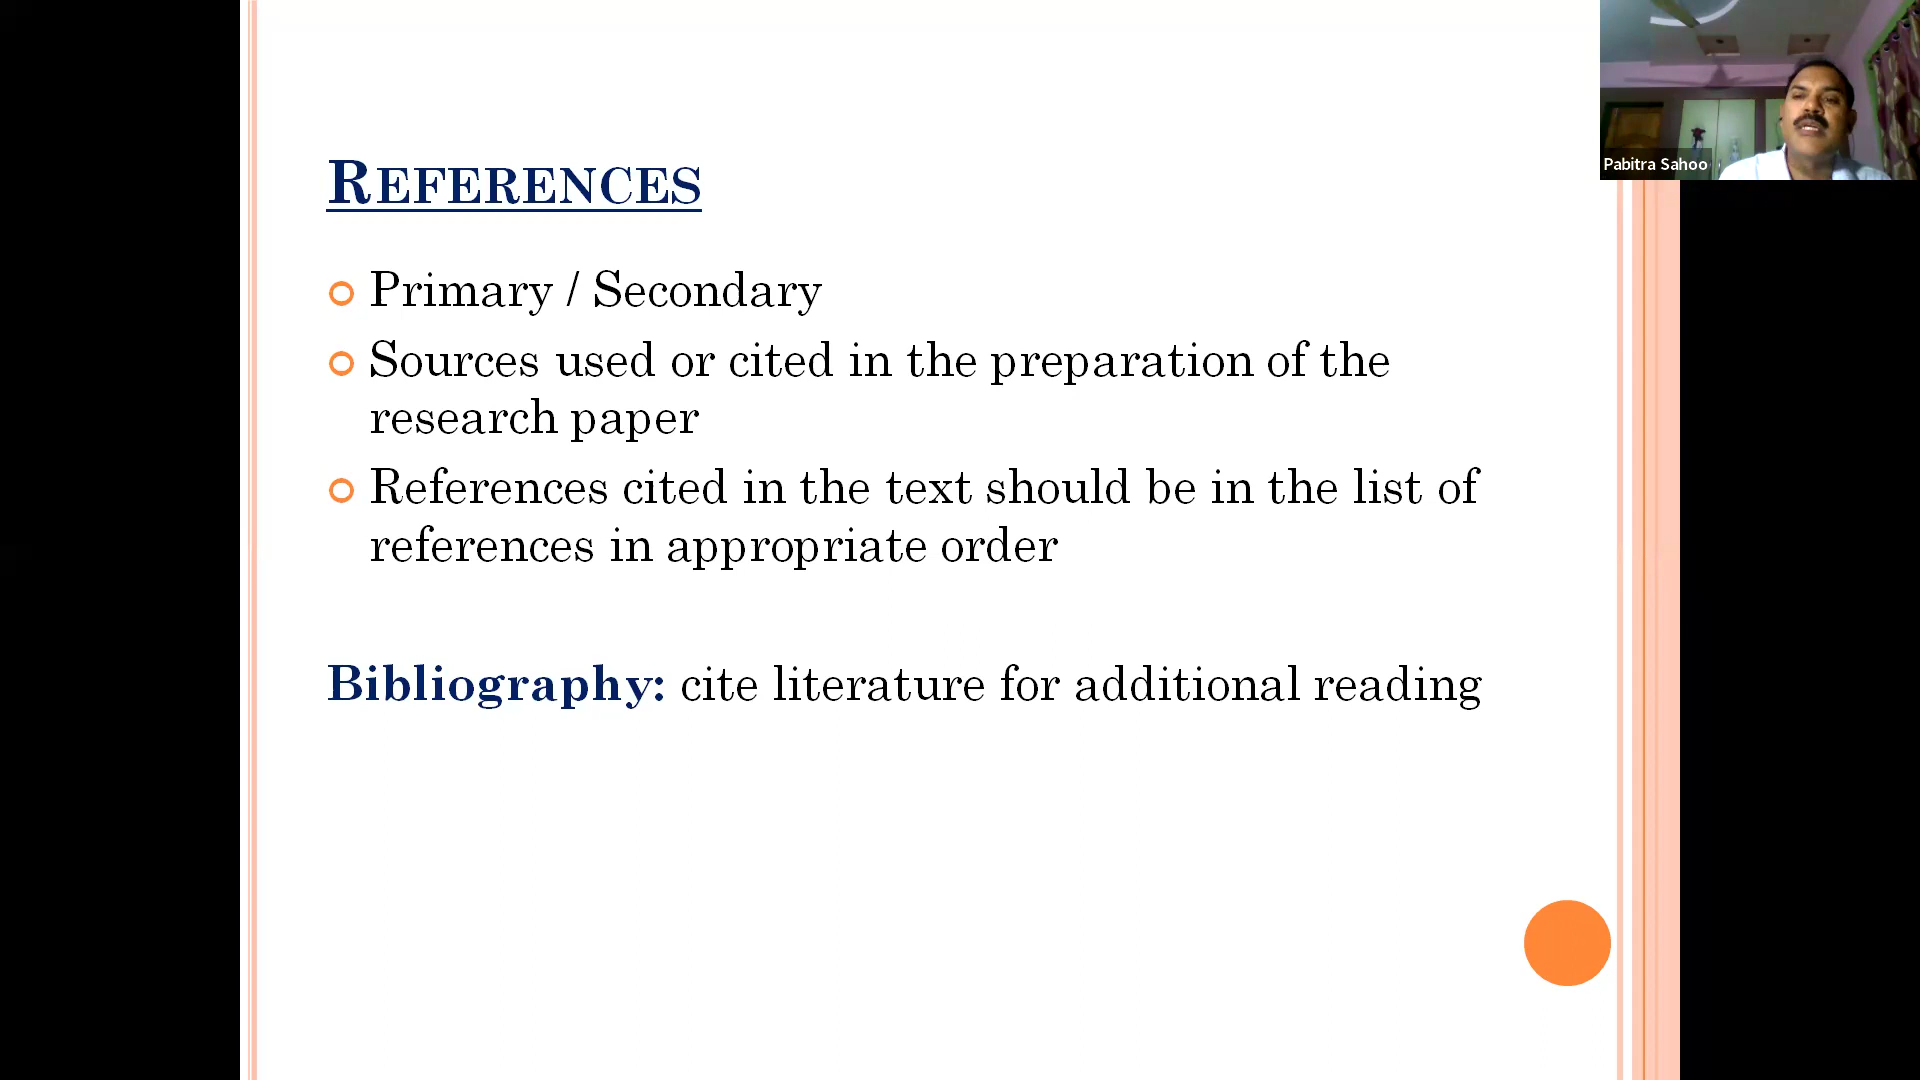 REFERENCES
Primary / Secondary
Sources used or cited in the preparation of the
research paper
References cited in the text should be in the list of
references in appropriate order
Bibliography: cite literature for additional reading
Pabitra Sahoo